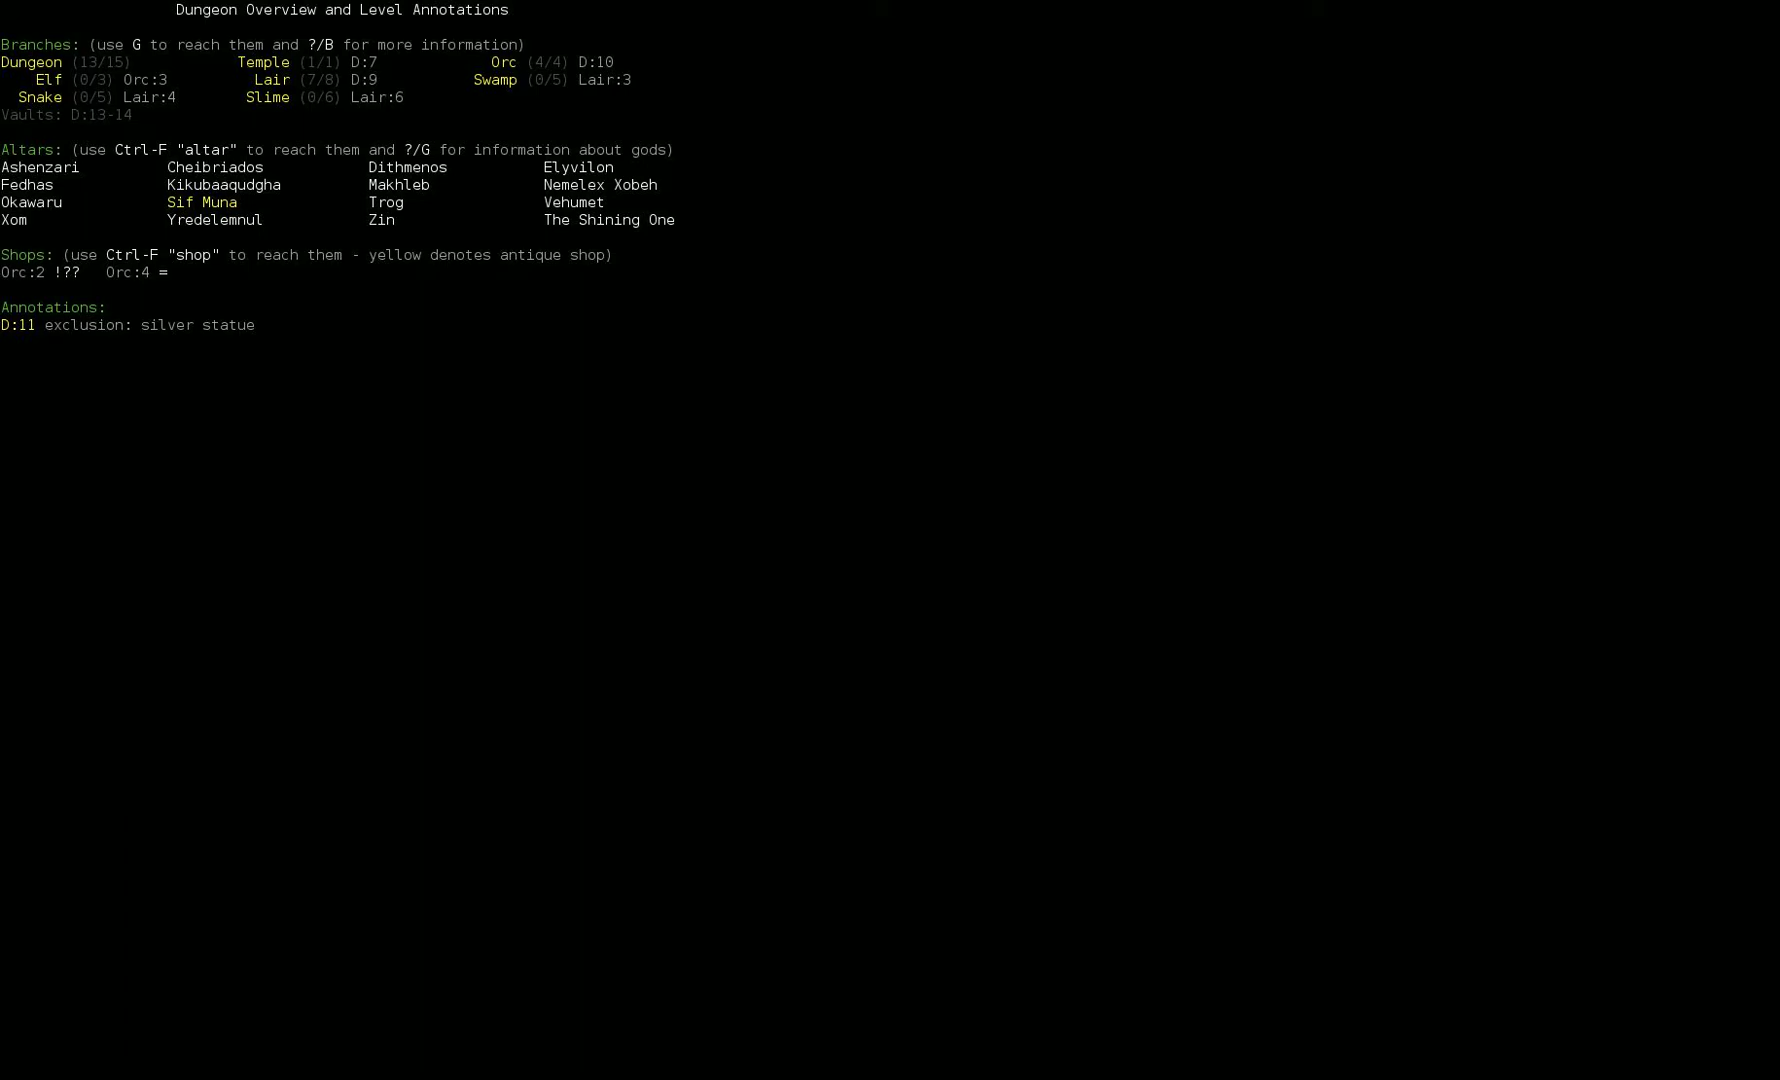 Dungeon Overview and Level Annotations
Branches: (use G to reach them and ?/B for more information)
Dungeon (13/15) Temple (1/1) D:7 Orc (4/4) D:10
Elf (0/3) Orc:3 Lair (7/8) D:9 Swamp (0/5) Lair:3
Snake (0/5) Lair:4 Slime (0/6) Lair:6
Vaults: D:13-14
Altars: (use Ctrl-F "altar" to reach them and ?/G for information about gods)
Ashenzari Cheibriados Dithmenos Elyvilon
Fedhas Kikubaaqudgha Makhleb Nemelex Xobeh
Okawaru Sif Muna Trog Vehumet
Xom Yredelemnul Zin The Shining One
Shops: (use Ctrl-F "shop" to reach them - yellow denotes antique shop)
Orc:2 !?? Orc:4 =
Annotations:
D:11 exclusion: silver statue